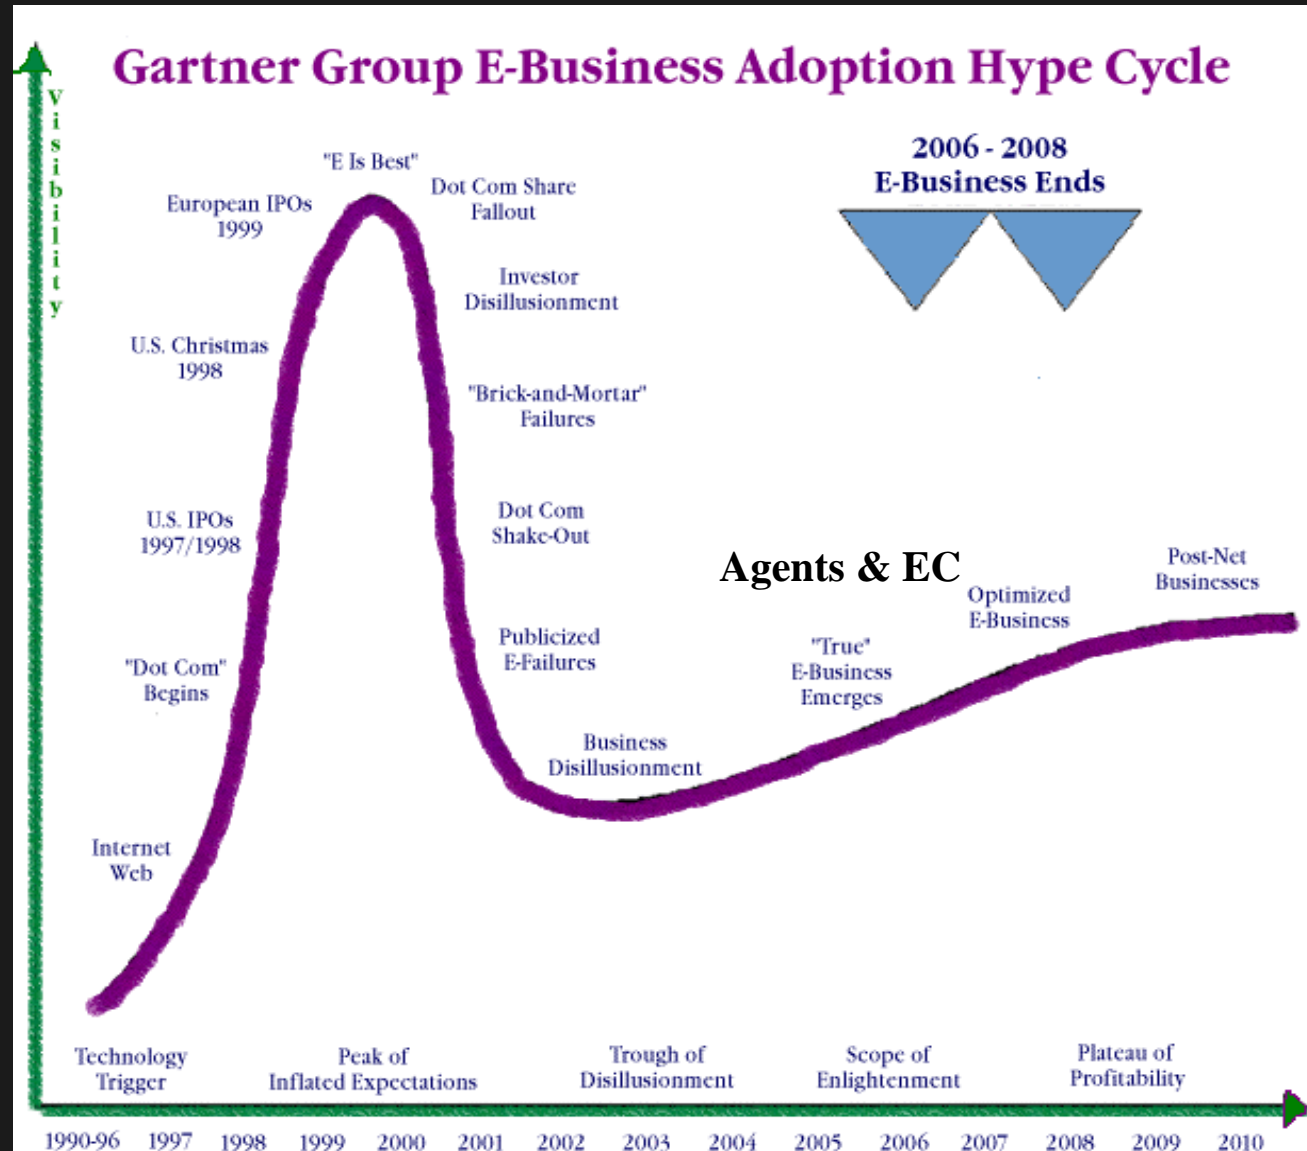 Gartner Group E-Business Adoption Hype Cycle
Visibility
2006 - 2008
E-Business Ends
"E Is Best"
Dot Com Share
Fallout
European IPOs
1999
Investor
Disillusionment
U.S. Christmas
1998
"Brick-and-Mortar"
Failures
U.S. IPOs
1997/1998
Dot Com
Shake-Out
Agents & EC
Post-Net
Businesses
Optimized
E-Business
"Dot Com"
Begins
Publicized
E-Failures
"True"
E-Business
Emerges
Business
Disillusionment
Internet
Web
Technology
Trigger
Peak of
Inflated Expectations
Trough of
Disillusionment
Scope of
Enlightenment
Plateau of
Profitability
1990-96 1997 1998 1999 2000 2001 2002 2003 2004 2005 2006 2007 2008 2009 2010